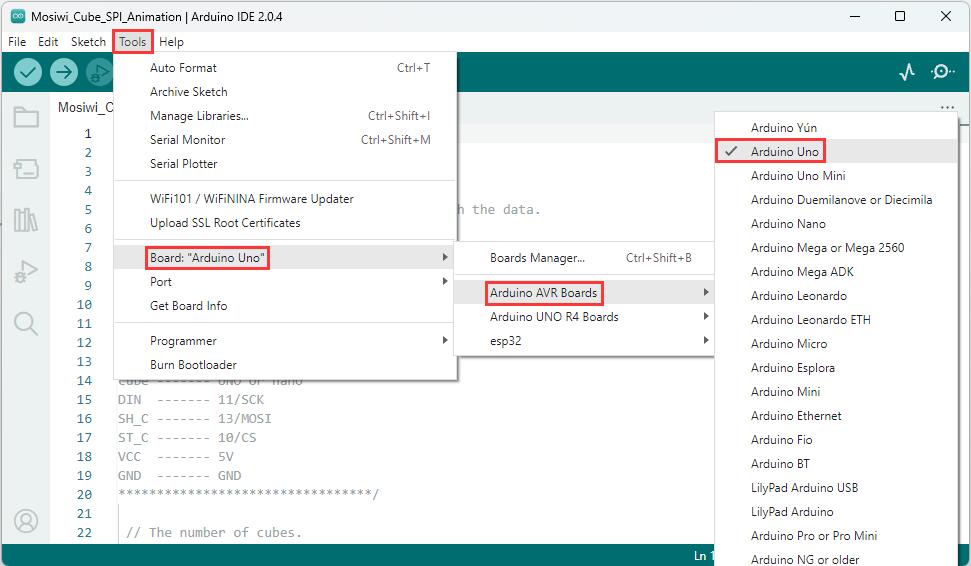 Mosiwi_Cube_SPI_Animation | Arduino IDE 2.0.4
File Edit Sketch Tools Help
Auto Format Ctrl+T
Archive Sketch
Manage Libraries... Ctrl+Shift+I
Serial Monitor Ctrl+Shift+M
Serial Plotter
WiFi101 / WiFiNINA Firmware Updater
Upload SSL Root Certificates
Board: "Arduino Uno"
Port
Get Board Info
Programmer
Burn Bootloader
Boards Manager... Ctrl+Shift+B
Arduino AVR Boards
Arduino UNO R4 Boards
esp32
Arduino Yún
Arduino Uno
Arduino Uno Mini
Arduino Duemilanove or Diecimila
Arduino Nano
Arduino Mega or Mega 2560
Arduino Mega ADK
Arduino Leonardo
Arduino Leonardo ETH
Arduino Micro
Arduino Esplora
Arduino Mini
Arduino Ethernet
Arduino Fio
Arduino BT
LilyPad Arduino USB
LilyPad Arduino
Arduino Pro or Pro Mini
Arduino NG or older
Mosiwi_C
1
2
3
4
5 h the data.
6
7
8
9
10
11
12
13
14 cube ------- UNO or nano
15 DIN ------- 11/SCK
16 SH_C ------- 13/MOSI
17 ST_C ------- 10/CS
18 VCC ------- 5V
19 GND ------- GND
20 *********************************/
21
22 // The number of cubes.
Ln 1